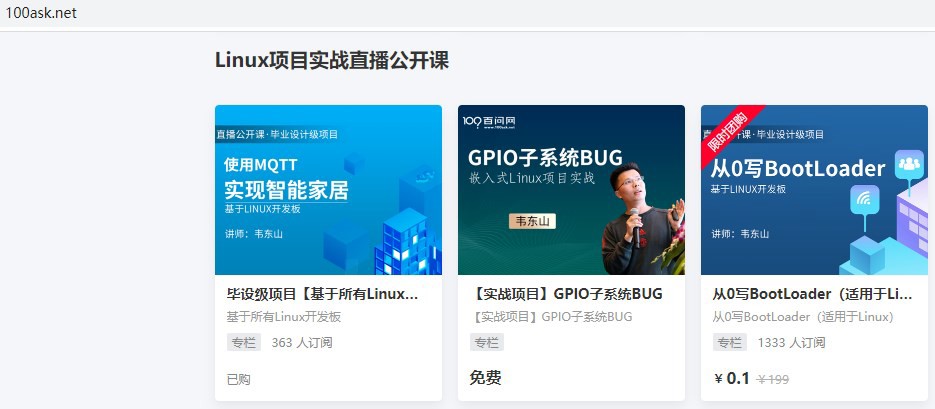 100ask.net
Linux项目实战直播公开课
直播公开课·毕业设计级项目
使用MQTT
实现智能家居
基于LINUX开发板
讲师：韦东山
毕设级项目【基于所有Linux...
基于所有Linux开发板
专栏 363 人订阅
已购
100 百问网
www.100ask.net
GPIO子系统BUG
嵌入式Linux项目实战
韦东山
【实战项目】GPIO子系统BUG
【实战项目】GPIO子系统BUG
专栏
免费
限时团购
开课·毕业设计级项目
从0写BootLoader
基于LINUX开发板
讲师：韦东山
从0写BootLoader（适用于Li...
从0写BootLoader（适用于Linux）
专栏 1333 人订阅
￥0.1 ￥199